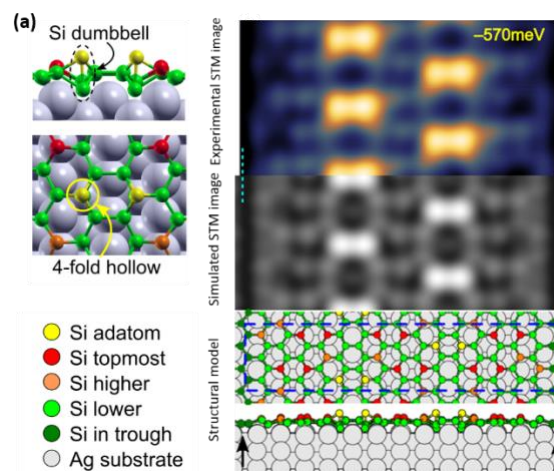 (a)
Si dumbbell
4-fold hollow
Si adatom
Si topmost
Si higher
Si lower
Si in trough
Ag substrate
Experimental STM image
–570meV
Simulated STM image
Structural model